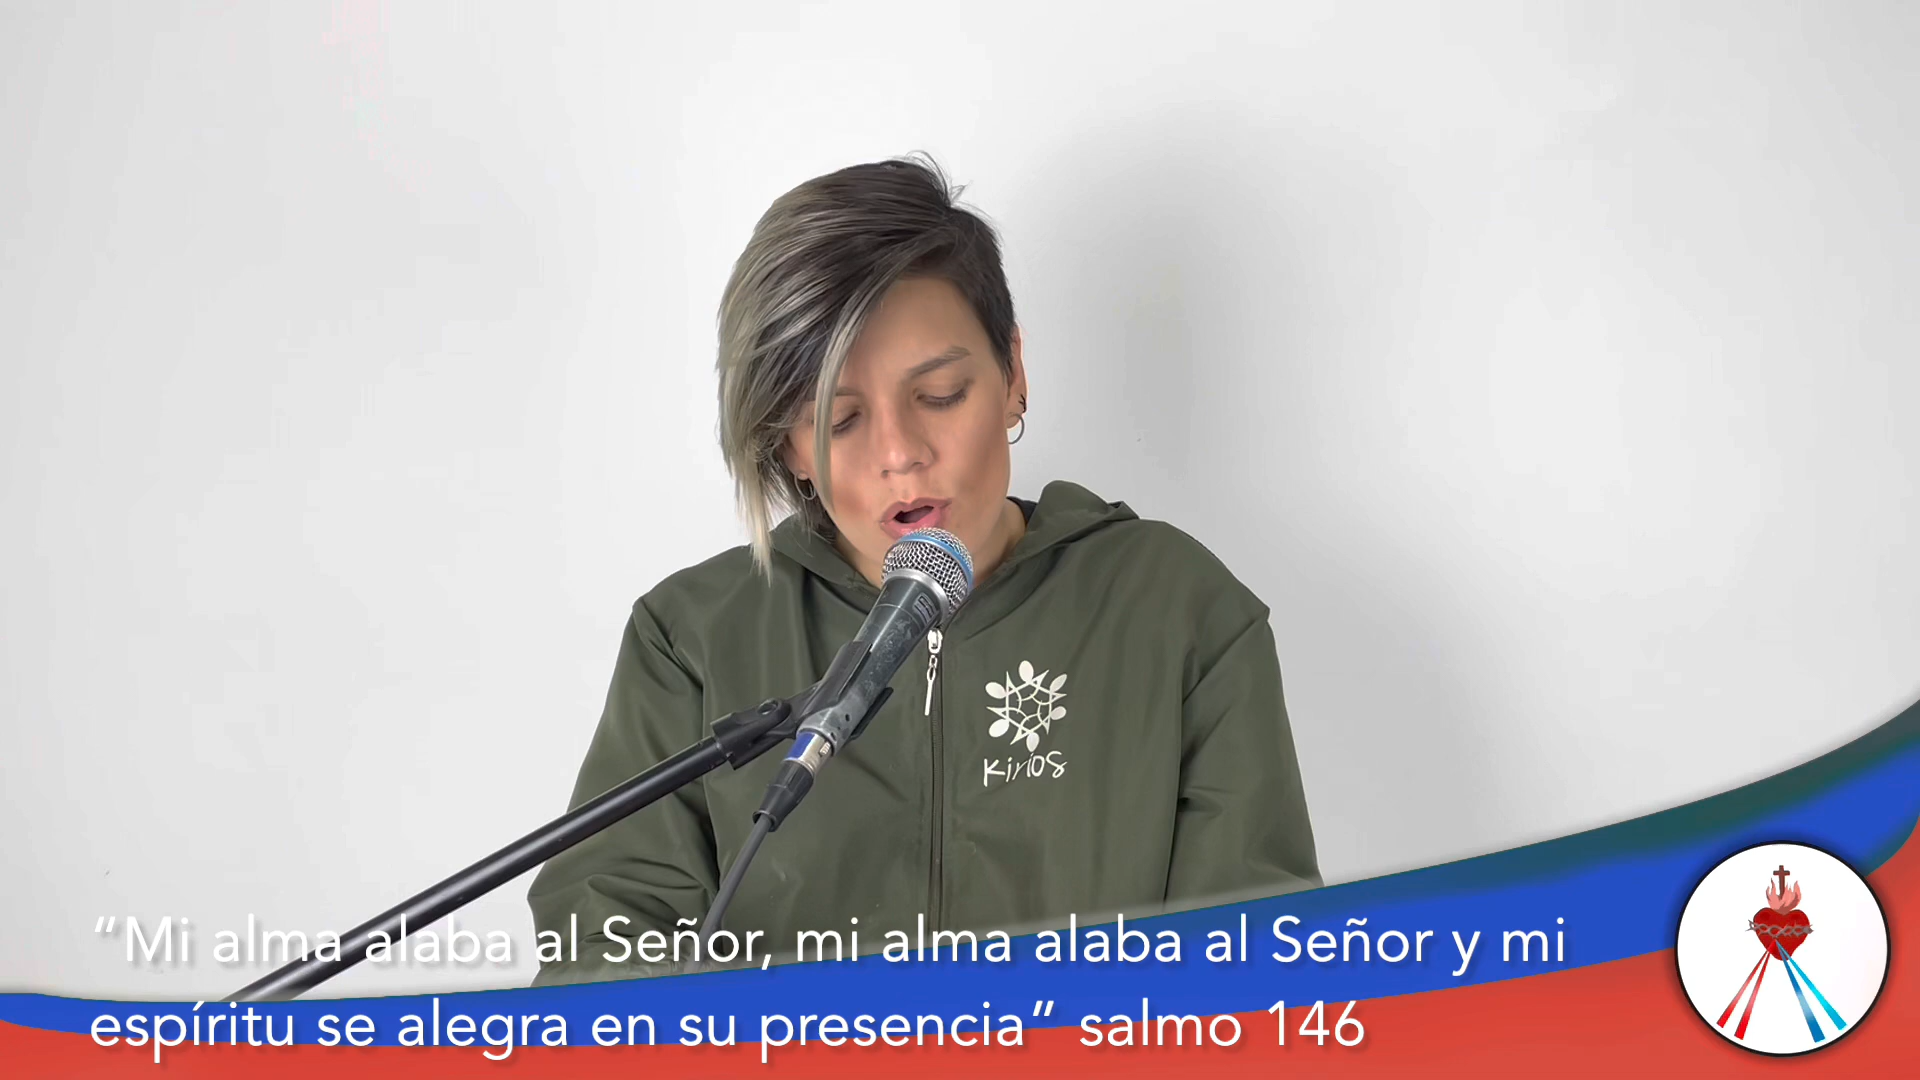 Kirios
“Mi alma alaba al Señor, mi alma alaba al Señor y mi
espíritu se alegra en su presencia” salmo 146